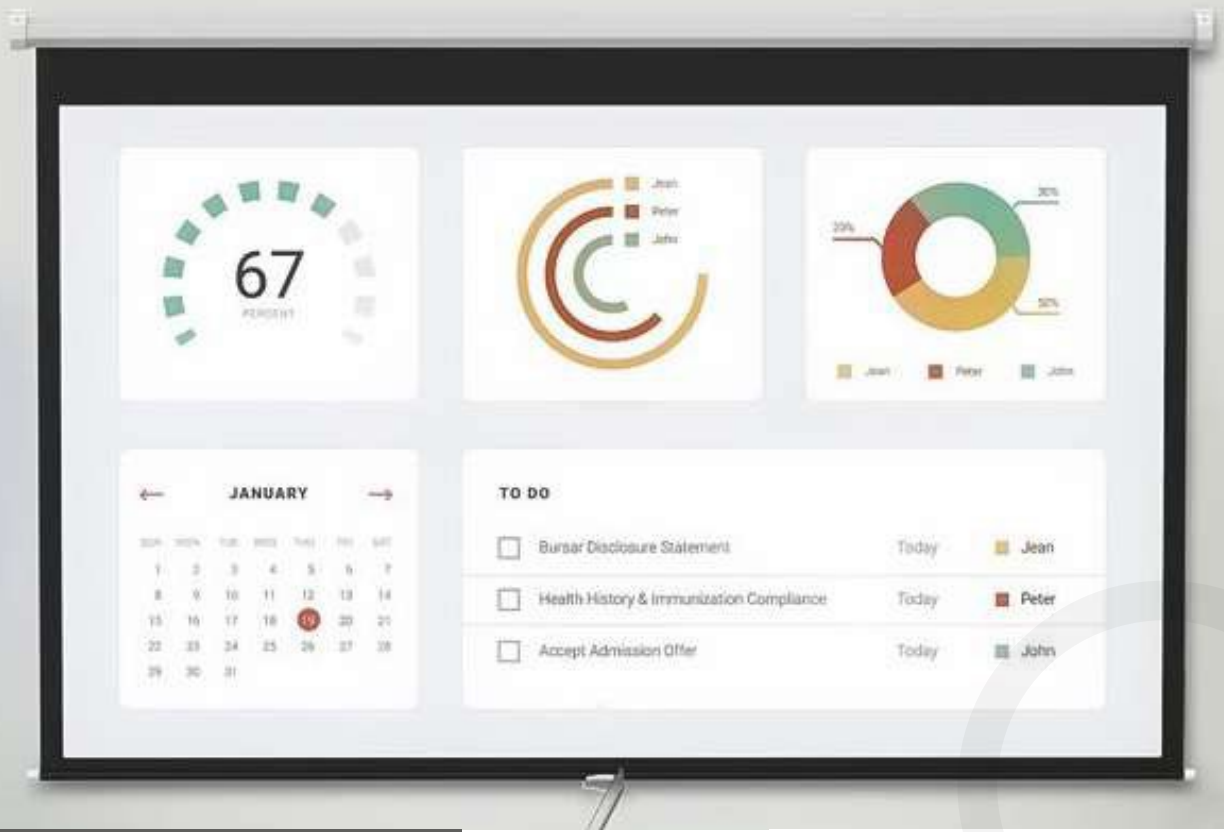 67
PERCENT
Jean
Peter
John
30%
20%
50%
Jean Peter John
← JANUARY →
SUN MON TUE WED THU FRI SAT
1 2 3 4 5 6 7
8 9 10 11 12 13 14
15 16 17 18 19 20 21
22 23 24 25 26 27 28
29 30 31
TO DO
Bursar Disclosure Statement Today Jean
Health History & Immunization Compliance Today Peter
Accept Admission Offer Today John